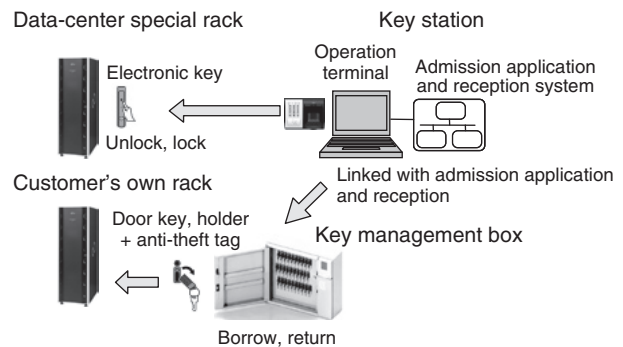 Data-center special rack
Key station
Operation
terminal
Electronic key
Admission application
and reception system
Unlock, lock
Linked with admission application
and reception
Customer's own rack
Door key, holder
+ anti-theft tag
Key management box
Borrow, return